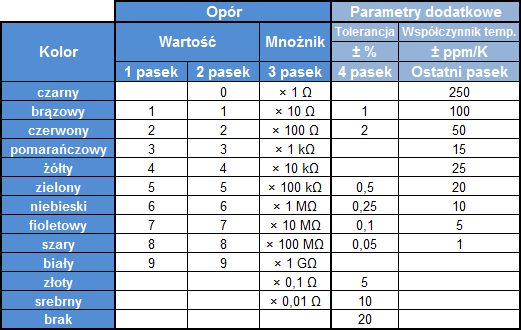 Opór Parametry dodatkowe
Kolor Wartość Mnożnik Tolerancja Współczynnik temp.
± % ± ppm/K
1 pasek 2 pasek 3 pasek 4 pasek Ostatni pasek
czarny 0 × 1 Ω 250
brązowy 1 1 × 10 Ω 1 100
czerwony 2 2 × 100 Ω 2 50
pomarańczowy 3 3 × 1 kΩ 15
żółty 4 4 × 10 kΩ 25
zielony 5 5 × 100 kΩ 0,5 20
niebieski 6 6 × 1 MΩ 0,25 10
fioletowy 7 7 × 10 MΩ 0,1 5
szary 8 8 × 100 MΩ 0,05 1
biały 9 9 × 1 GΩ
złoty × 0,1 Ω 5
srebrny × 0,01 Ω 10
brak 20